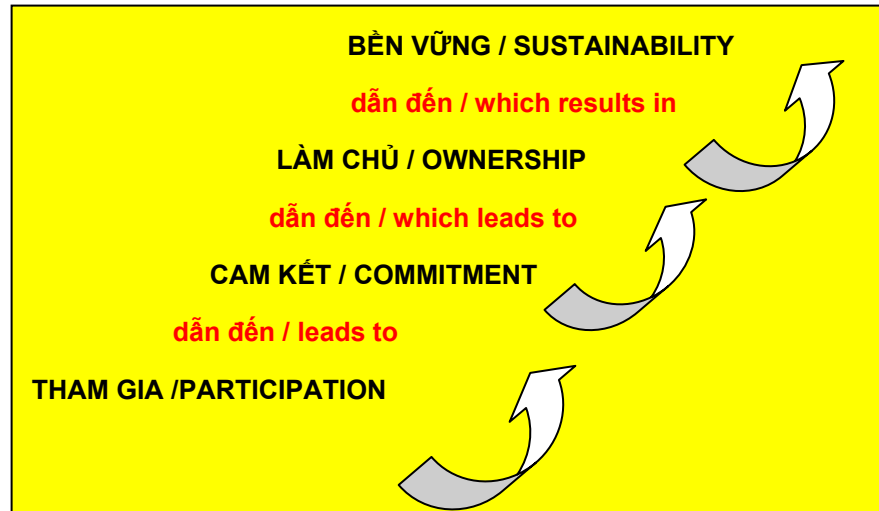 BỀN VỮNG / SUSTAINABILITY
dẫn đến / which results in
LÀM CHỦ / OWNERSHIP
dẫn đến / which leads to
CAM KẾT / COMMITMENT
dẫn đến / leads to
THAM GIA /PARTICIPATION